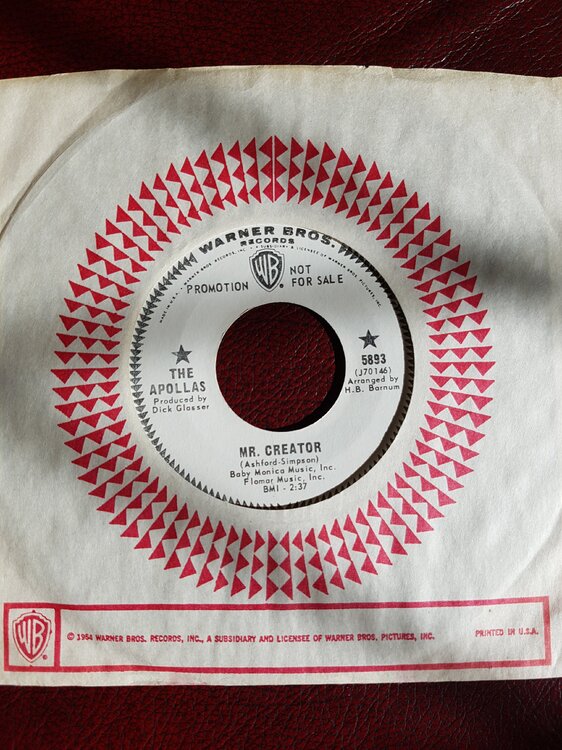 WARNER BROS.
RECORDS
WB
PROMOTION NOT
FOR SALE
THE
APOLLAS
Produced by
Dick Glasser
5893
(J70146)
Arranged by
H.B. Barnum
MR. CREATOR
(Ashford-Simpson)
Baby Monica Music, Inc.
Flomar Music, Inc.
BMI - 2:37
WB
© 1964 WARNER BROS. RECORDS, INC., A SUBSIDIARY AND LICENSEE OF WARNER BROS. PICTURES, INC. PRINTED IN U.S.A.